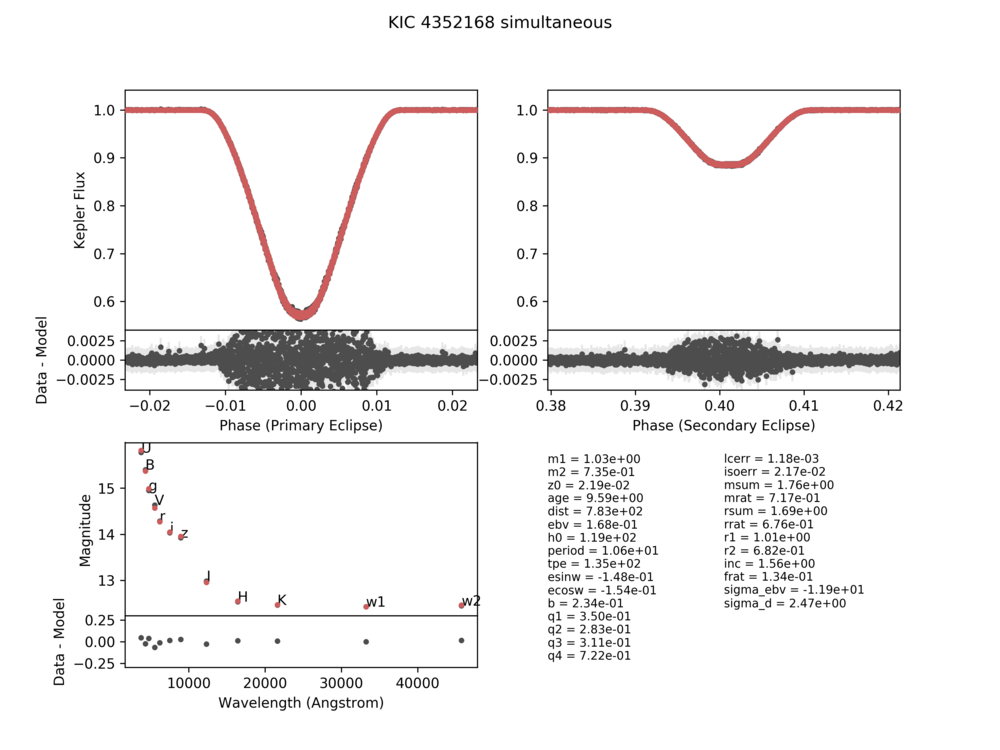 KIC 4352168 simultaneous
1.0
0.9
0.8
0.7
0.6
Kepler Flux
0.0025
0.0000
−0.0025
Data - Model
−0.02 −0.01 0.00 0.01 0.02
Phase (Primary Eclipse)
1.0
0.9
0.8
0.7
0.6
0.0025
0.0000
−0.0025
0.38 0.39 0.40 0.41 0.42
Phase (Secondary Eclipse)
15
14
13
Magnitude
U
B
g
V
r
i z
J
H
K
w1
w2
0.25
0.00
−0.25
Data - Model
10000 20000 30000 40000
Wavelength (Angstrom)
m1 = 1.03e+00
m2 = 7.35e-01
z0 = 2.19e-02
age = 9.59e+00
dist = 7.83e+02
ebv = 1.68e-01
h0 = 1.19e+02
period = 1.06e+01
tpe = 1.35e+02
esinw = -1.48e-01
ecosw = -1.54e-01
b = 2.34e-01
q1 = 3.50e-01
q2 = 2.83e-01
q3 = 3.11e-01
q4 = 7.22e-01
lcerr = 1.18e-03
isoerr = 2.17e-02
msum = 1.76e+00
mrat = 7.17e-01
rsum = 1.69e+00
rrat = 6.76e-01
r1 = 1.01e+00
r2 = 6.82e-01
inc = 1.56e+00
frat = 1.34e-01
sigma_ebv = -1.19e+01
sigma_d = 2.47e+00